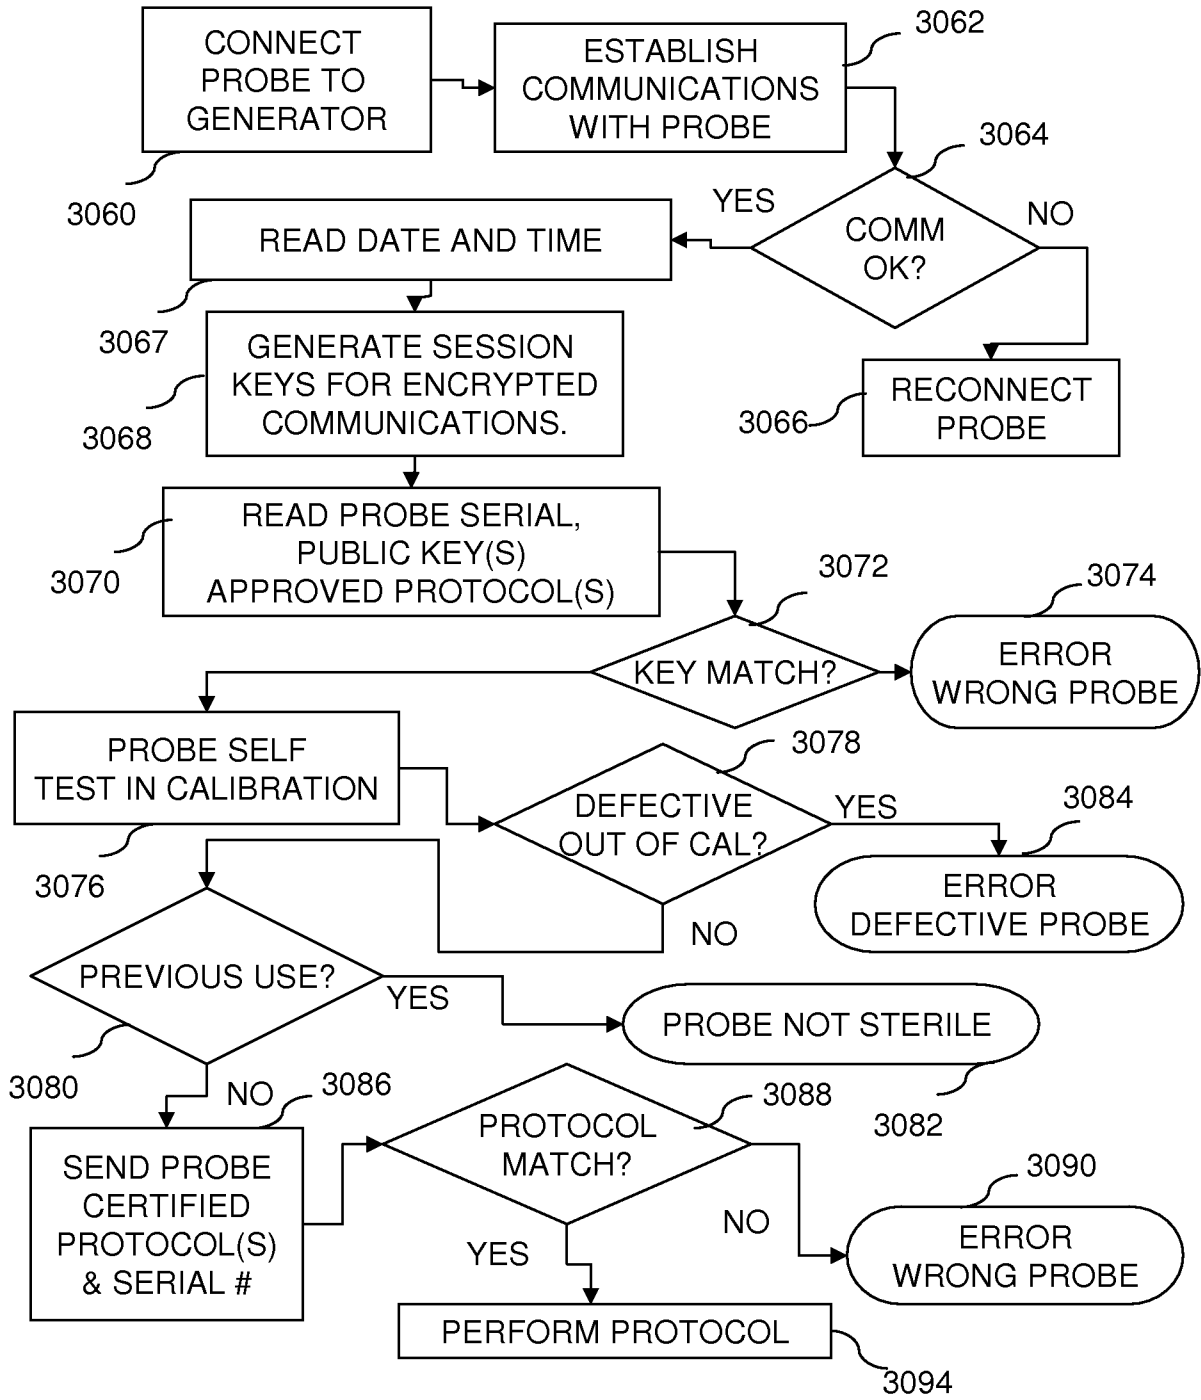 CONNECT
PROBE TO
GENERATOR
3060
ESTABLISH
COMMUNICATIONS
WITH PROBE
3062
3064
COMM
OK?
YES
NO
READ DATE AND TIME
3067
RECONNECT
PROBE
3066
GENERATE SESSION
KEYS FOR ENCRYPTED
COMMUNICATIONS.
3068
READ PROBE SERIAL,
PUBLIC KEY(S)
APPROVED PROTOCOL(S)
3070
3072
KEY MATCH?
3074
ERROR
WRONG PROBE
PROBE SELF
TEST IN CALIBRATION
3076
3078
DEFECTIVE
OUT OF CAL?
YES
NO
3084
ERROR
DEFECTIVE PROBE
PREVIOUS USE?
YES
3080
NO
PROBE NOT STERILE
3082
3086
SEND PROBE
CERTIFIED
PROTOCOL(S)
& SERIAL #
3088
PROTOCOL
MATCH?
YES
NO
3090
ERROR
WRONG PROBE
PERFORM PROTOCOL
3094